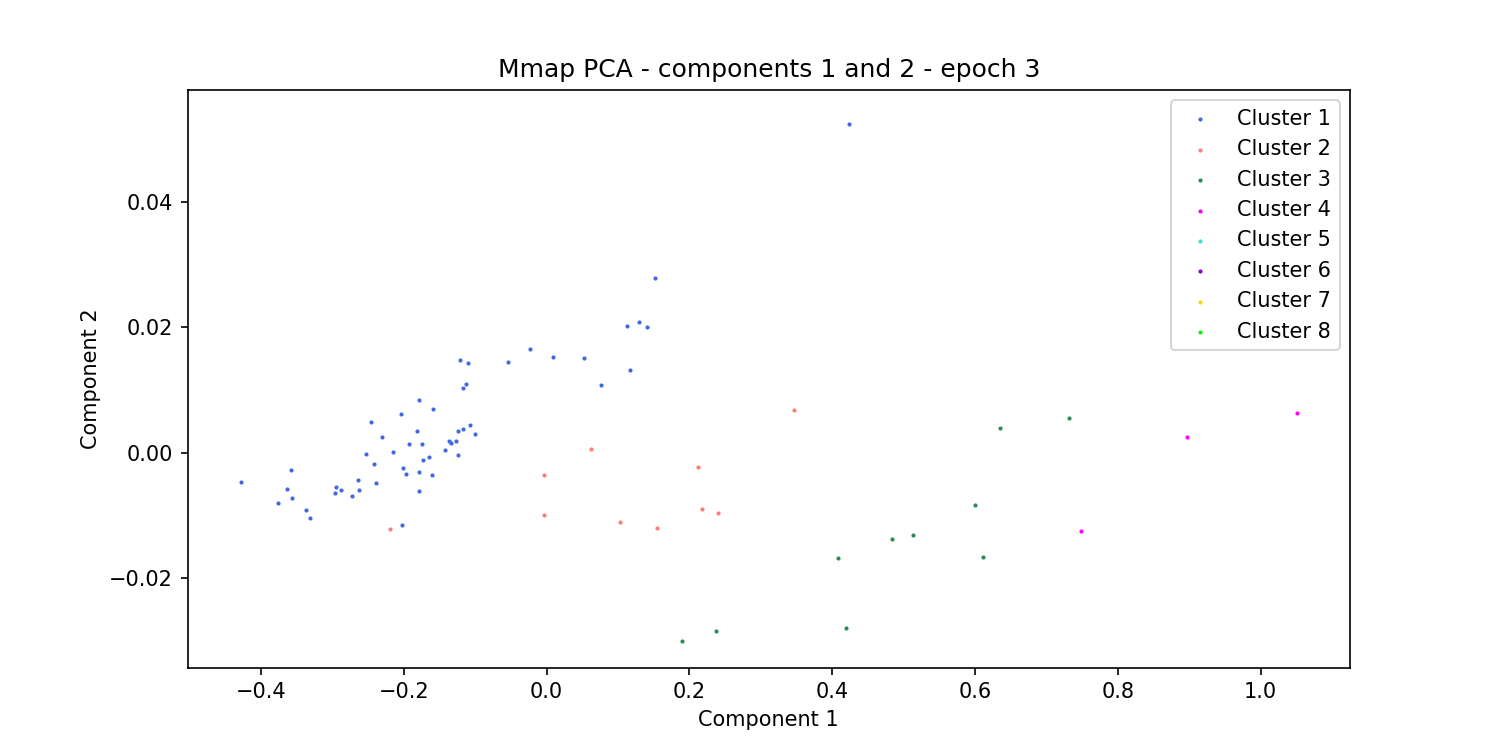 Mmap PCA - components 1 and 2 - epoch 3
Cluster 1
Cluster 2
Cluster 3
Cluster 4
Cluster 5
Cluster 6
Cluster 7
Cluster 8
Component 2
0.04
0.02
0.00
−0.02
−0.4 −0.2 0.0 0.2 0.4 0.6 0.8 1.0
Component 1